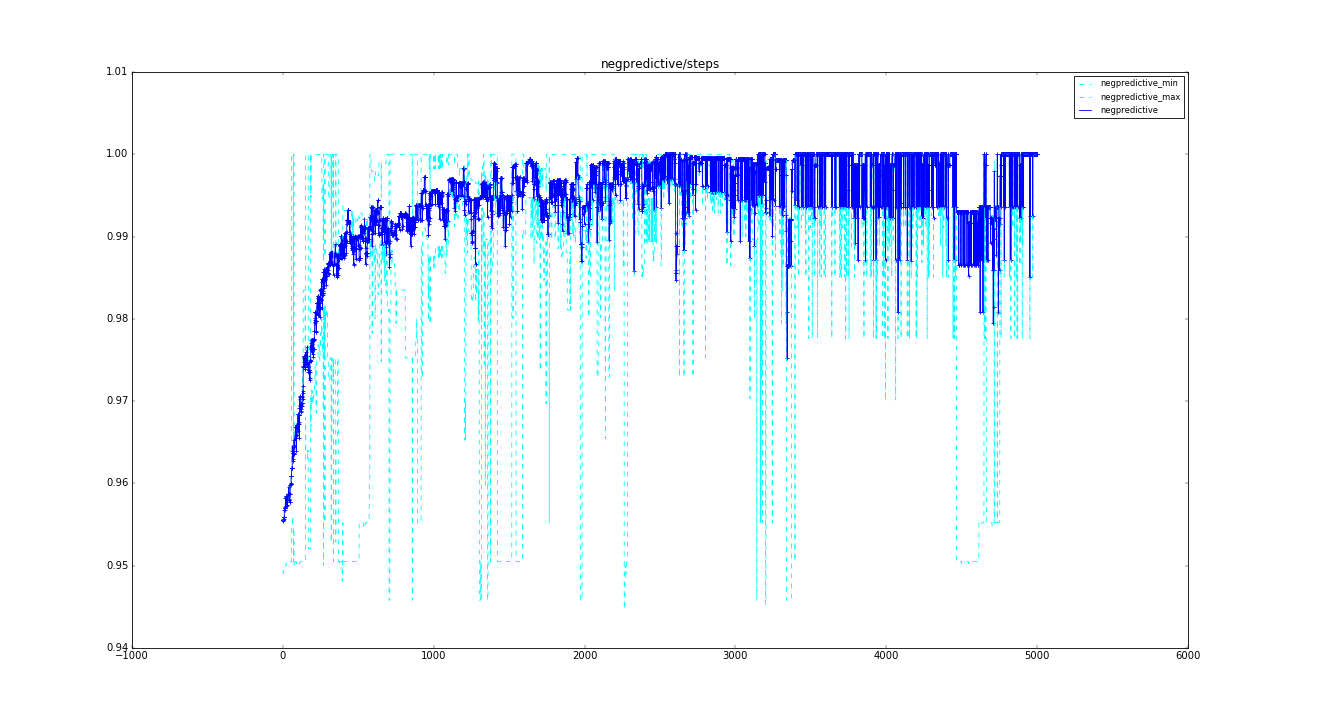 negpredictive/steps
1.01
negpredictive_min
negpredictive_max
negpredictive
1.00
0.99
0.98
0.97
0.96
0.95
0.94
−1000 0 1000 2000 3000 4000 5000 6000